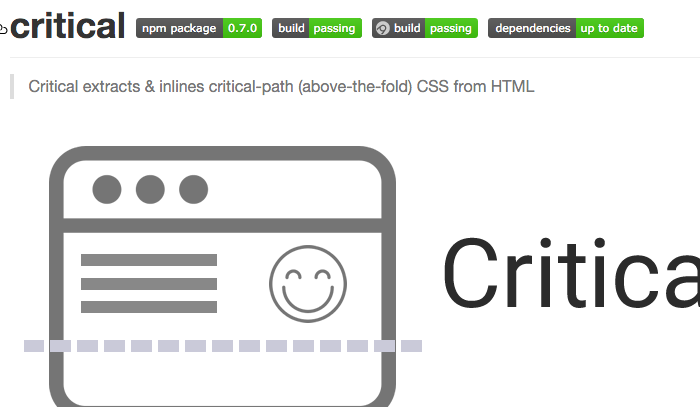 critical npm package 0.7.0 build passing build passing dependencies up to date
Critical extracts & inlines critical-path (above-the-fold) CSS from HTML
Critica